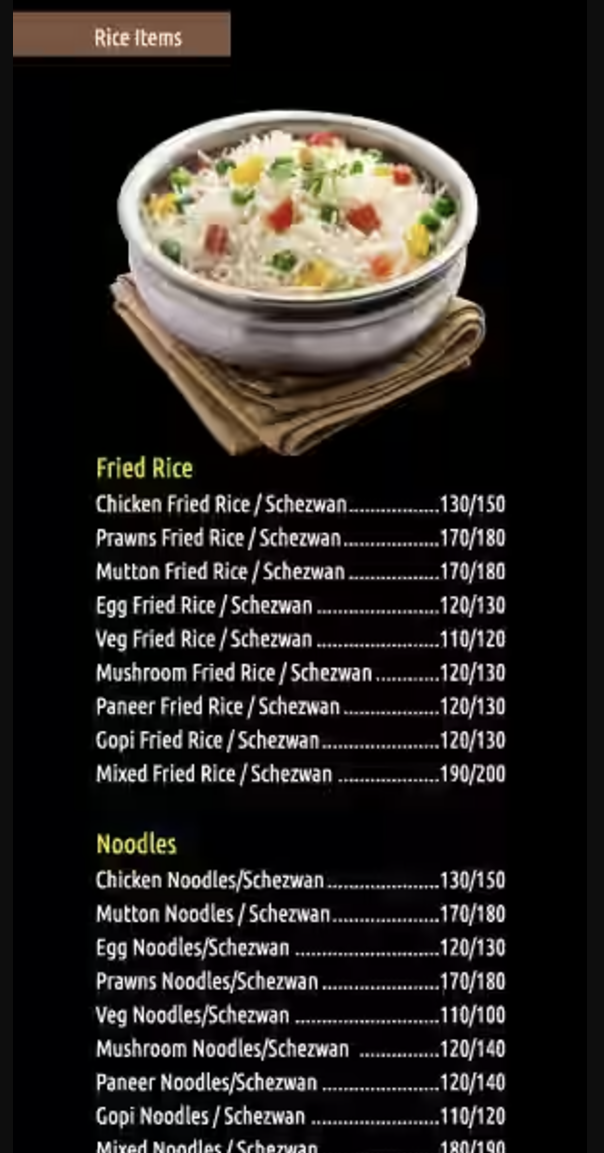 Rice Items
Fried Rice
Chicken Fried Rice / Schezwan..................130/150
Prawns Fried Rice / Schezwan...................170/180
Mutton Fried Rice / Schezwan ..................170/180
Egg Fried Rice / Schezwan .......................120/130
Veg Fried Rice / Schezwan .......................110/120
Mushroom Fried Rice / Schezwan ............120/130
Paneer Fried Rice / Schezwan ...................120/130
Gopi Fried Rice / Schezwan.......................120/130
Mixed Fried Rice / Schezwan ...................190/200
Noodles
Chicken Noodles/Schezwan......................130/150
Mutton Noodles / Schezwan.....................170/180
Egg Noodles/Schezwan ............................120/130
Prawns Noodles/Schezwan ......................170/180
Veg Noodles/Schezwan ............................110/100
Mushroom Noodles/Schezwan ...............120/140
Paneer Noodles/Schezwan .......................120/140
Gopi Noodles / Schezwan .........................110/120
Mixed Noodles / Schezwan........................180/190